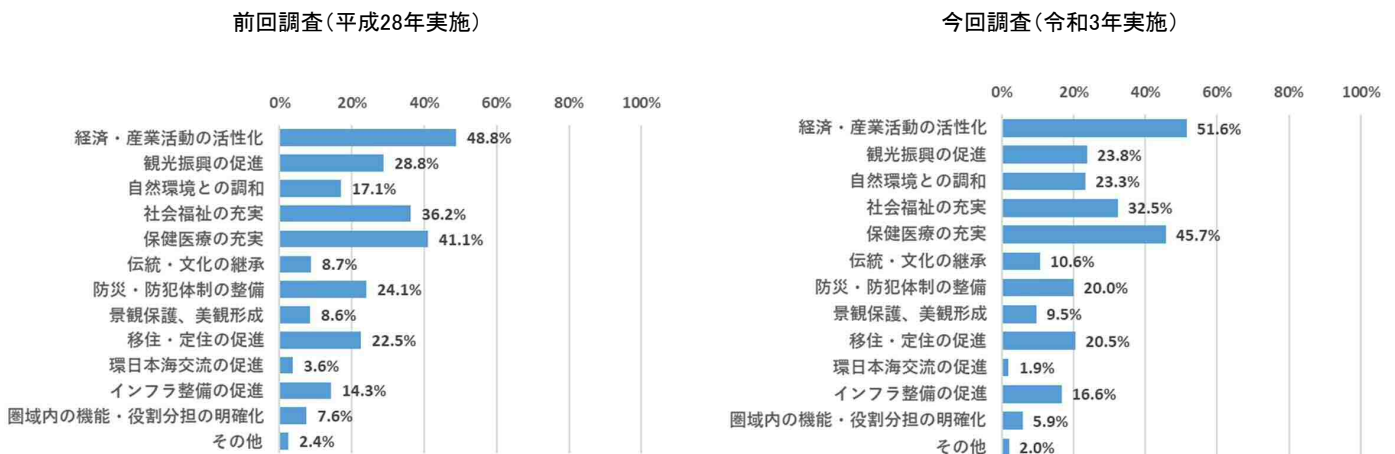 前回調査(平成28年実施)
0% 20% 40% 60% 80% 100%
経済・産業活動の活性化 48.8%
観光振興の促進 28.8%
自然環境との調和 17.1%
社会福祉の充実 36.2%
保健医療の充実 41.1%
伝統・文化の継承 8.7%
防災・防犯体制の整備 24.1%
景観保護、美観形成 8.6%
移住・定住の促進 22.5%
環日本海交流の促進 3.6%
インフラ整備の促進 14.3%
圏域内の機能・役割分担の明確化 7.6%
その他 2.4%
今回調査(令和3年実施)
0% 20% 40% 60% 80% 100%
経済・産業活動の活性化 51.6%
観光振興の促進 23.8%
自然環境との調和 23.3%
社会福祉の充実 32.5%
保健医療の充実 45.7%
伝統・文化の継承 10.6%
防災・防犯体制の整備 20.0%
景観保護、美観形成 9.5%
移住・定住の促進 20.5%
環日本海交流の促進 1.9%
インフラ整備の促進 16.6%
圏域内の機能・役割分担の明確化 5.9%
その他 2.0%